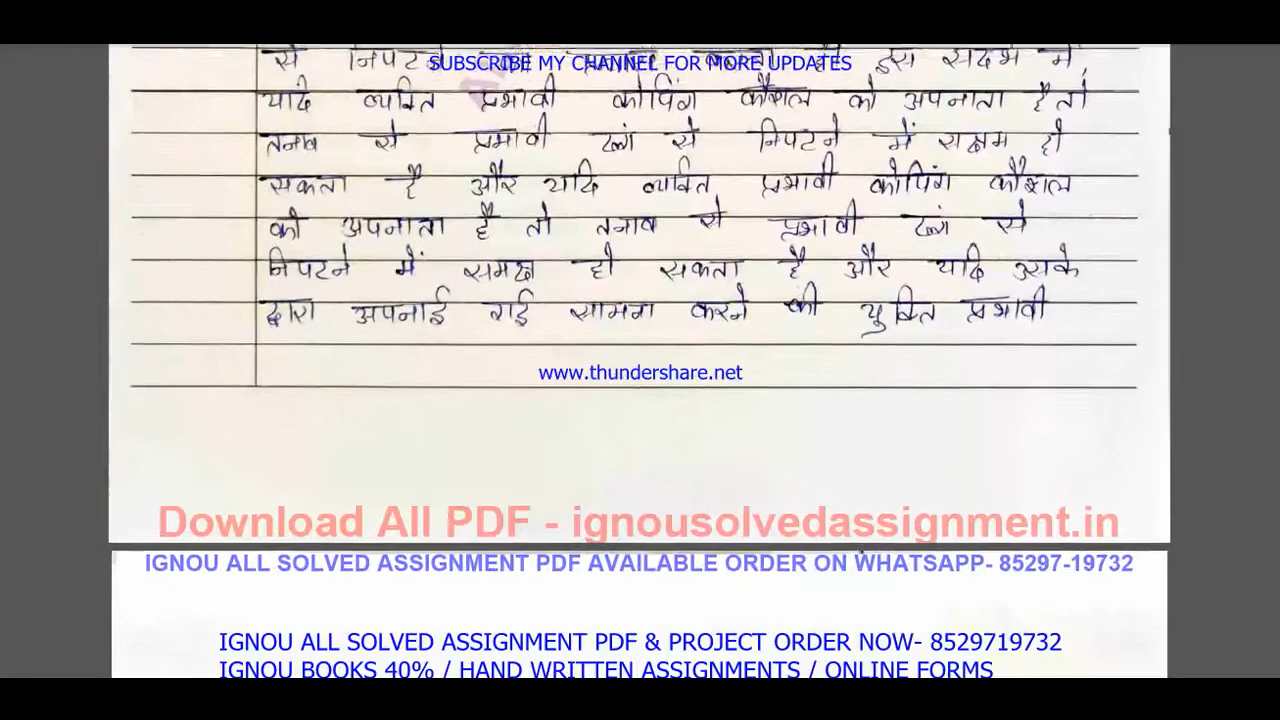 से निपटने
SUBSCRIBE MY CHANNEL FOR MORE UPDATES
है इस संदर्भ में,
यदि व्यक्ति प्रभावी कोपिंग कौशल को अपनाता है तो
तनाव से प्रभावी ढंग से निपटने में सक्षम हो
सकता है और यदि व्यक्ति प्रभावी कोपिंग कौशल
को अपनाता है तो तनाव से प्रभावी ढंग से
निपटने में समक्ष हो सकता है और यदि उसके
द्वारा अपनाई गई सामना करने की युक्ति प्रभावी
www.thundershare.net
Download All PDF - ignousolvedassignment.in
IGNOU ALL SOLVED ASSIGNMENT PDF AVAILABLE ORDER ON WHATSAPP- 85297-19732
IGNOU ALL SOLVED ASSIGNMENT PDF & PROJECT ORDER NOW- 8529719732
IGNOU BOOKS 40% / HAND WRITTEN ASSIGNMENTS / ONLINE FORMS